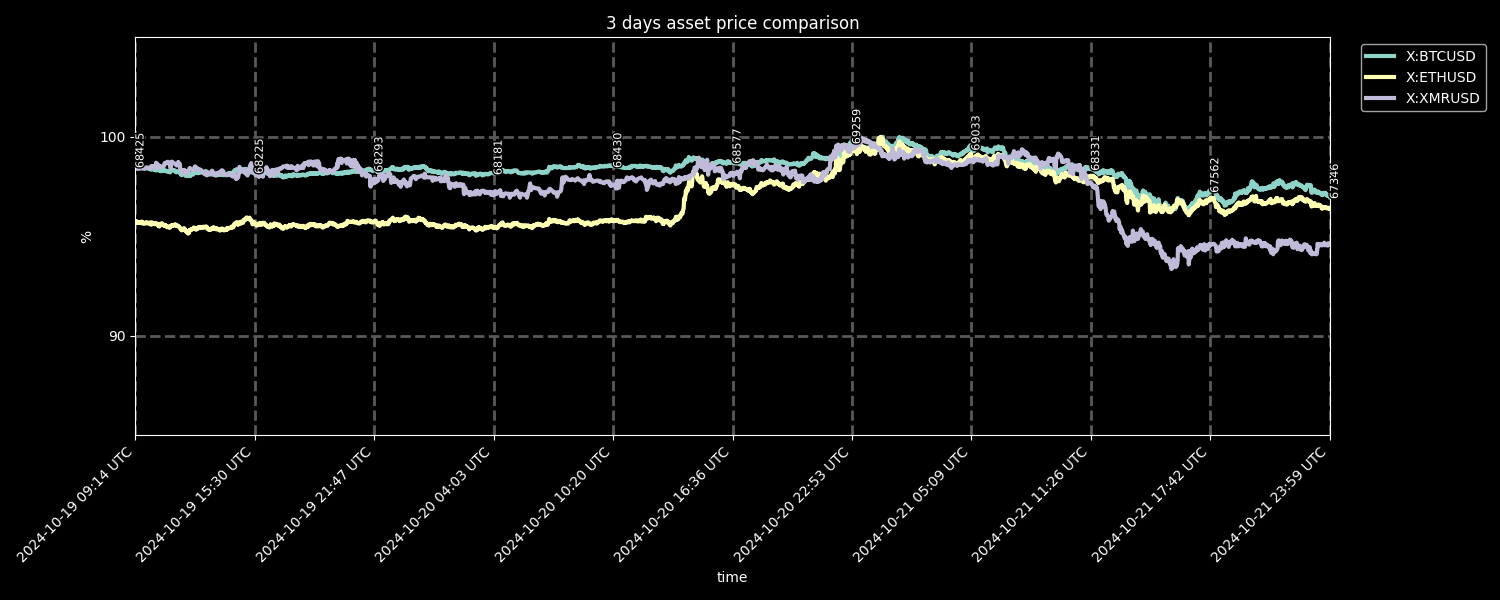 3 days asset price comparison
X:BTCUSD
X:ETHUSD
X:XMRUSD
%
100
90
68425
68225
68293
68181
68430
68577
69259
69033
68331
67562
67346
2024-10-19 09:14 UTC
2024-10-19 15:30 UTC
2024-10-19 21:47 UTC
2024-10-20 04:03 UTC
2024-10-20 10:20 UTC
2024-10-20 16:36 UTC
2024-10-20 22:53 UTC
2024-10-21 05:09 UTC
2024-10-21 11:26 UTC
2024-10-21 17:42 UTC
2024-10-21 23:59 UTC
time